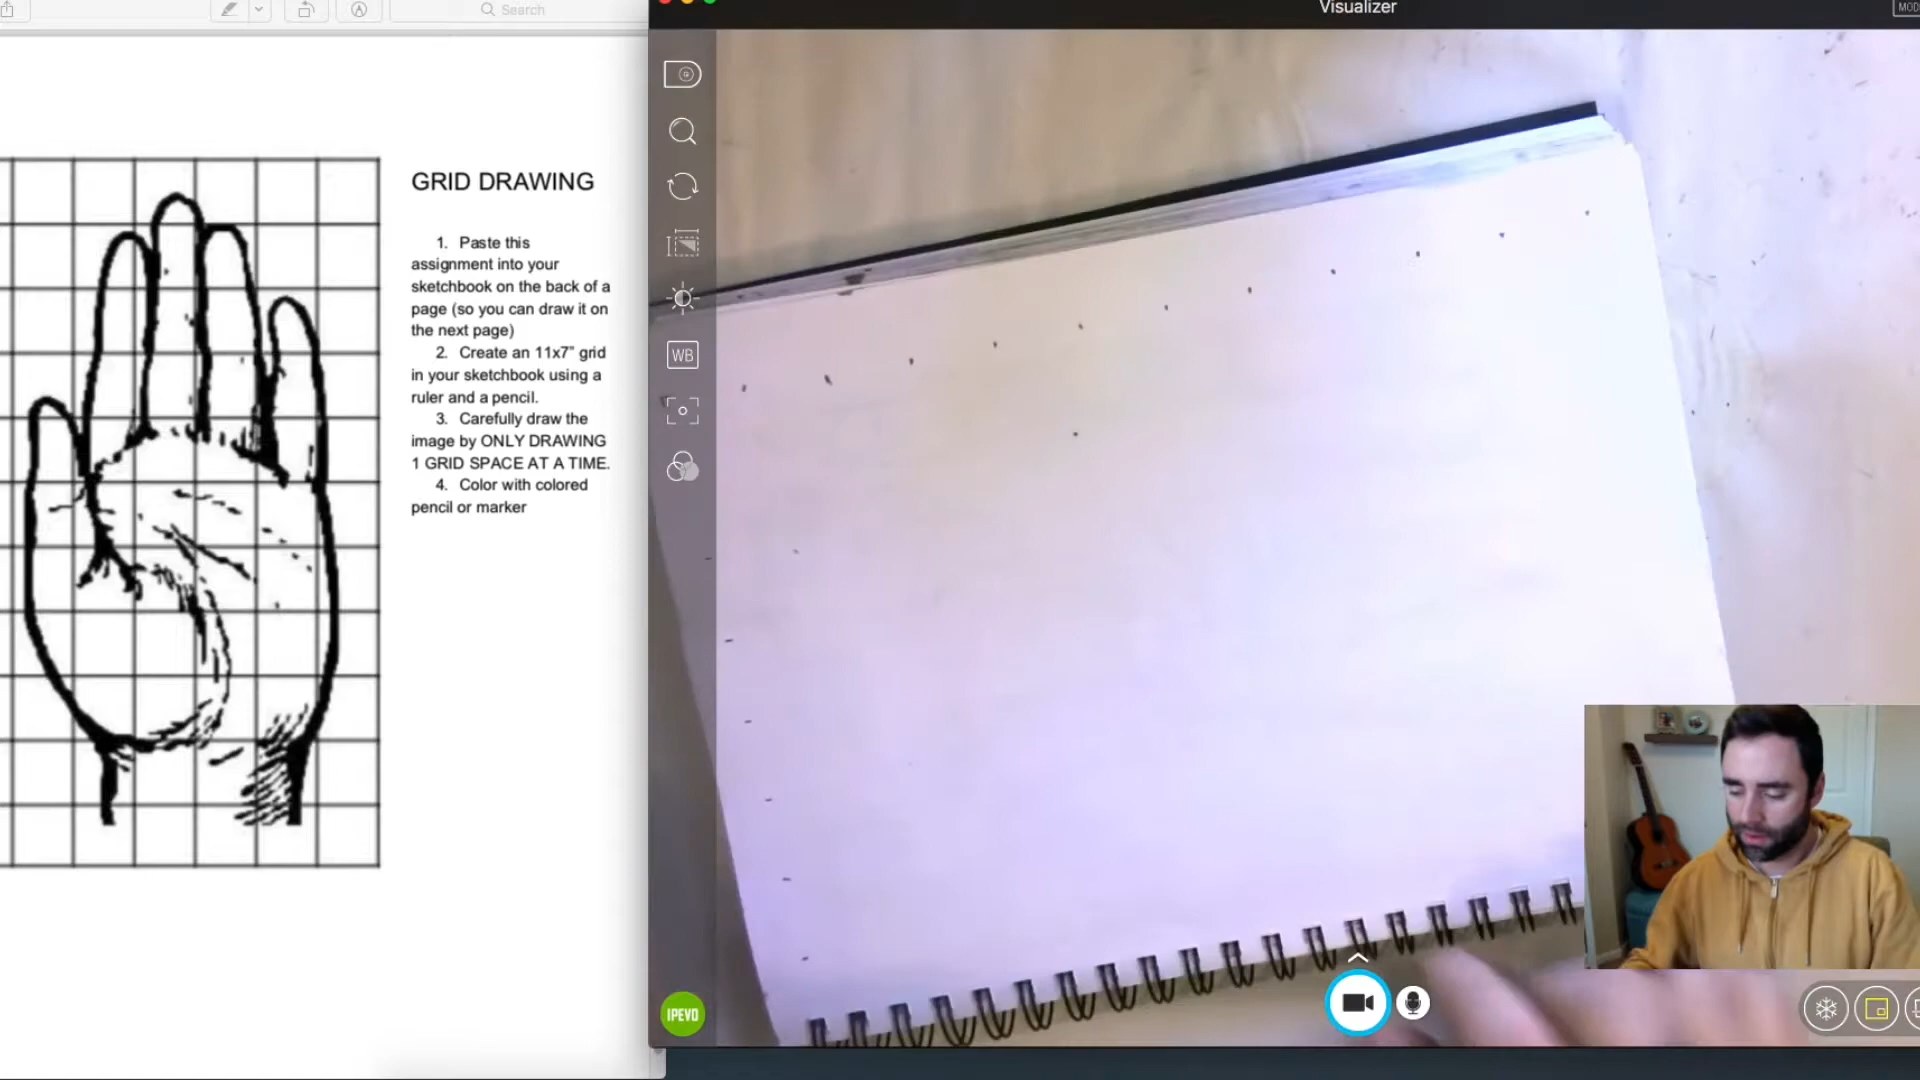 Search
Visualizer
MOD
GRID DRAWING
1. Paste this
assignment into your
sketchbook on the back of a
page (so you can draw it on
the next page)
2. Create an 11x7" grid
in your sketchbook using a
ruler and a pencil.
3. Carefully draw the
image by ONLY DRAWING
1 GRID SPACE AT A TIME.
4. Color with colored
pencil or marker
WB
IPEVO